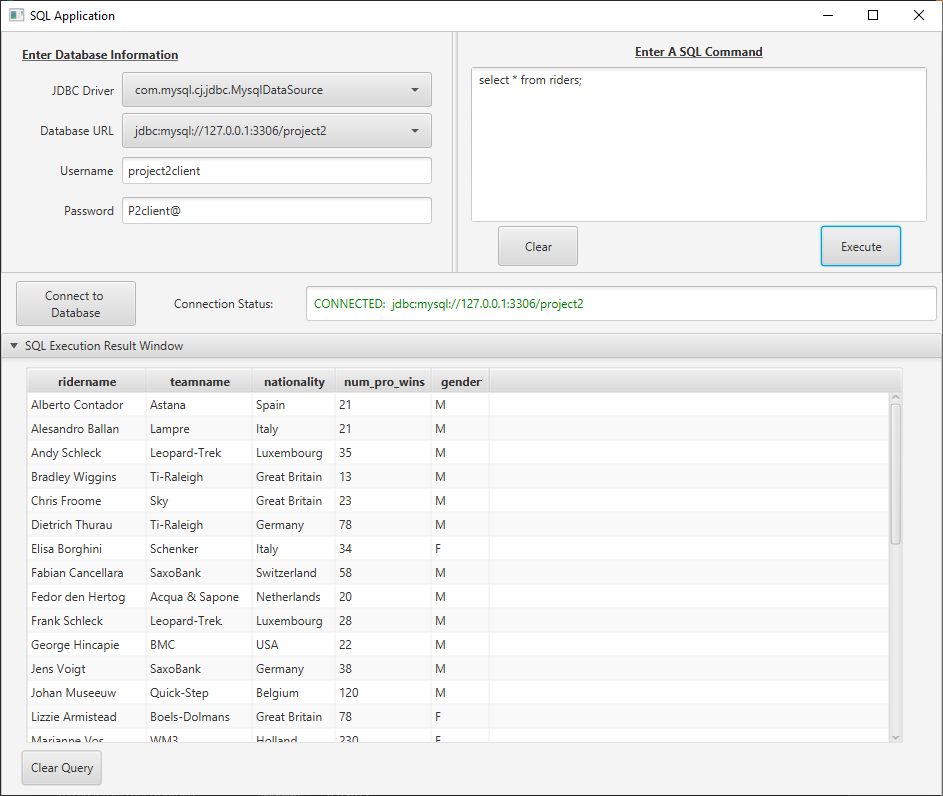 SQL Application
Enter Database Information
JDBC Driver com.mysql.cj.jdbc.MysqlDataSource
Database URL jdbc:mysql://127.0.0.1:3306/project2
Username project2client
Password P2client@
Enter A SQL Command
select * from riders;
Clear Execute
Connect to
Database
Connection Status: CONNECTED: jdbc:mysql://127.0.0.1:3306/project2
SQL Execution Result Window
ridername teamname nationality num_pro_wins gender
Alberto Contador Astana Spain 21 M
Alesandro Ballan Lampre Italy 21 M
Andy Schleck Leopard-Trek Luxembourg 35 M
Bradley Wiggins Ti-Raleigh Great Britain 13 M
Chris Froome Sky Great Britain 23 M
Dietrich Thurau Ti-Raleigh Germany 78 M
Elisa Borghini Schenker Italy 34 F
Fabian Cancellara SaxoBank Switzerland 58 M
Fedor den Hertog Acqua & Sapone Netherlands 20 M
Frank Schleck Leopard-Trek Luxembourg 28 M
George Hincapie BMC USA 22 M
Jens Voigt SaxoBank Germany 38 M
Johan Museeuw Quick-Step Belgium 120 M
Lizzie Armistead Boels-Dolmans Great Britain 78 F
Marianne Vos WM3 Holland 230 F
Clear Query